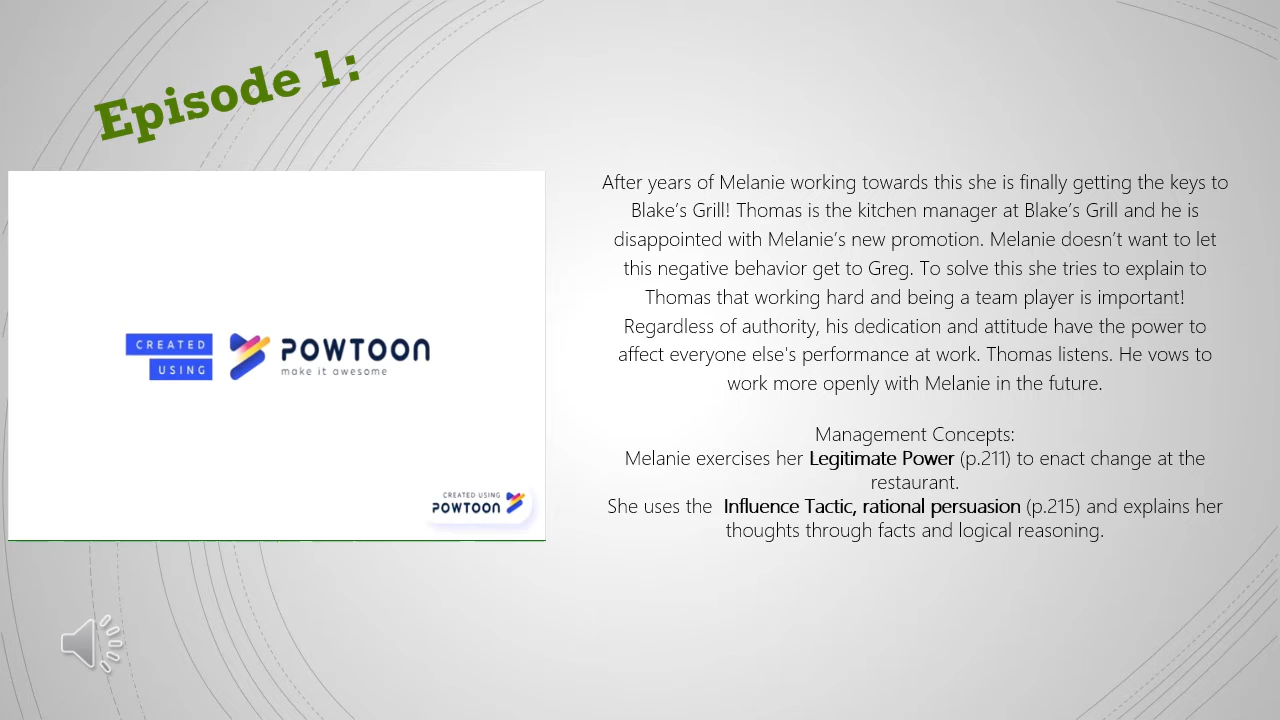 Episode 1:
CREATED
USING
POWTOON
make it awesome
CREATED USING
POWTOON
After years of Melanie working towards this she is finally getting the keys to
Blake’s Grill! Thomas is the kitchen manager at Blake’s Grill and he is
disappointed with Melanie’s new promotion. Melanie doesn’t want to let
this negative behavior get to Greg. To solve this she tries to explain to
Thomas that working hard and being a team player is important!
Regardless of authority, his dedication and attitude have the power to
affect everyone else's performance at work. Thomas listens. He vows to
work more openly with Melanie in the future.
Management Concepts:
Melanie exercises her Legitimate Power (p.211) to enact change at the
restaurant.
She uses the  Influence Tactic, rational persuasion (p.215) and explains her
thoughts through facts and logical reasoning.